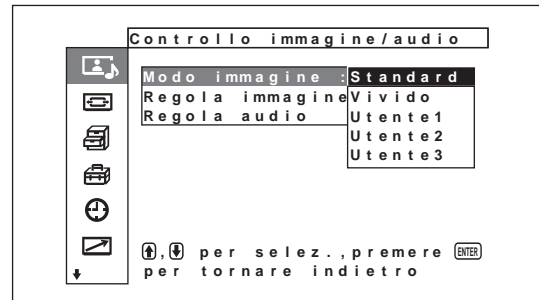 Controllo immagine/audio
Modo immagine : Standard
Regola immagine Vivido
Regola audio Utente1
Utente2
Utente3
, per selez., premere ENTER
per tornare indietro